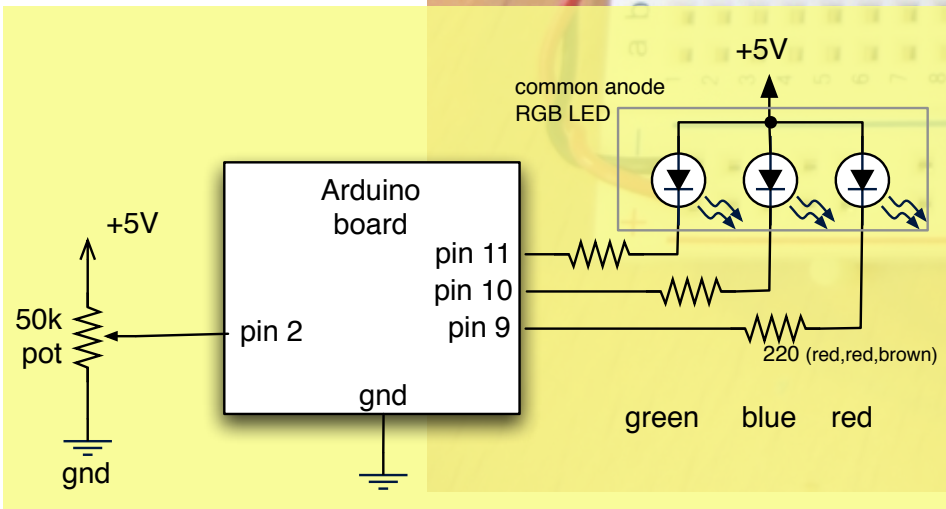 +5V
common anode
RGB LED
Arduino
board
+5V
pin 11
pin 10
50k
pot
pin 2
pin 9
220 (red,red,brown)
gnd
green blue red
gnd